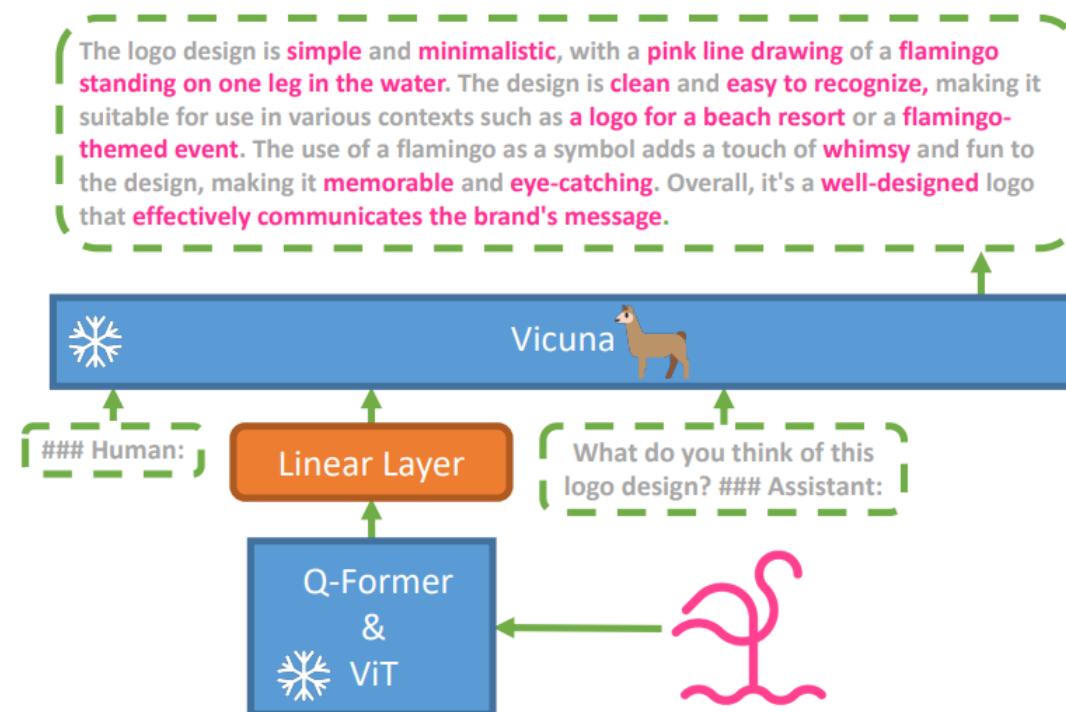 The logo design is simple and minimalistic, with a pink line drawing of a flamingo
standing on one leg in the water. The design is clean and easy to recognize, making it
suitable for use in various contexts such as a logo for a beach resort or a flamingo-
themed event. The use of a flamingo as a symbol adds a touch of whimsy and fun to
the design, making it memorable and eye-catching. Overall, it's a well-designed logo
that effectively communicates the brand's message.
Vicuna
### Human:
Linear Layer
What do you think of this
logo design? ### Assistant:
Q-Former
&
ViT